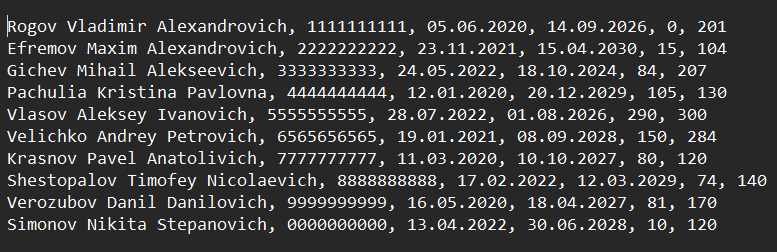 Rogov Vladimir Alexandrovich, 1111111111, 05.06.2020, 14.09.2026, 0, 201
Efremov Maxim Alexandrovich, 2222222222, 23.11.2021, 15.04.2030, 15, 104
Gichev Mihail Alekseevich, 3333333333, 24.05.2022, 18.10.2024, 84, 207
Pachulia Kristina Pavlovna, 4444444444, 12.01.2020, 20.12.2029, 105, 130
Vlasov Aleksey Ivanovich, 5555555555, 28.07.2022, 01.08.2026, 290, 300
Velichko Andrey Petrovich, 6565656565, 19.01.2021, 08.09.2028, 150, 284
Krasnov Pavel Anatolivich, 7777777777, 11.03.2020, 10.10.2027, 80, 120
Shestopalov Timofey Nicolaevich, 8888888888, 17.02.2022, 12.03.2029, 74, 140
Verozubov Danil Danilovich, 9999999999, 16.05.2020, 18.04.2027, 81, 170
Simonov Nikita Stepanovich, 0000000000, 13.04.2022, 30.06.2028, 10, 120